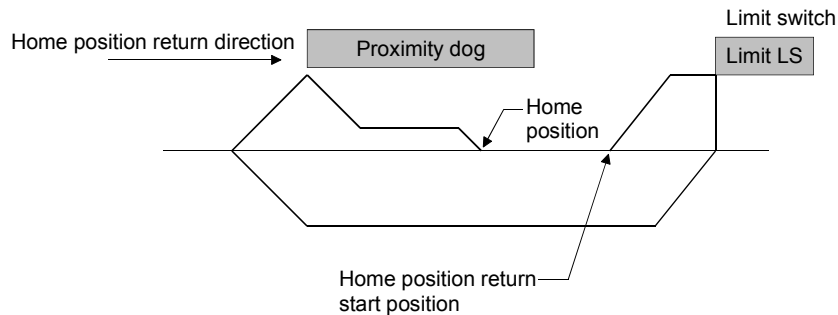 Limit switch
Home position return direction
Proximity dog
Limit LS
Home
position
Home position return
start position